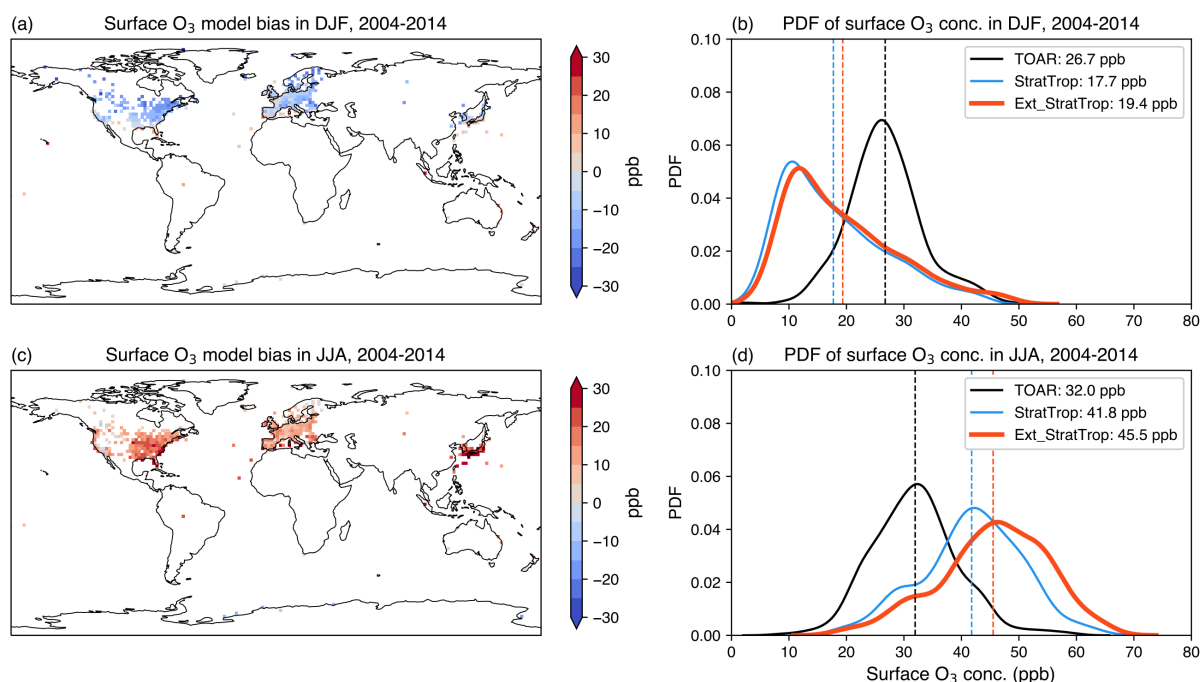 (a) Surface O₃ model bias in DJF, 2004-2014
30
20
10
0
−10
−20
−30
ppb
(b) PDF of surface O₃ conc. in DJF, 2004-2014
TOAR: 26.7 ppb
StratTrop: 17.7 ppb
Ext_StratTrop: 19.4 ppb
PDF
0.10
0.08
0.06
0.04
0.02
0.00
0 10 20 30 40 50 60 70 80
(c) Surface O₃ model bias in JJA, 2004-2014
30
20
10
0
−10
−20
−30
ppb
(d) PDF of surface O₃ conc. in JJA, 2004-2014
TOAR: 32.0 ppb
StratTrop: 41.8 ppb
Ext_StratTrop: 45.5 ppb
PDF
0.10
0.08
0.06
0.04
0.02
0.00
0 10 20 30 40 50 60 70 80
Surface O₃ conc. (ppb)